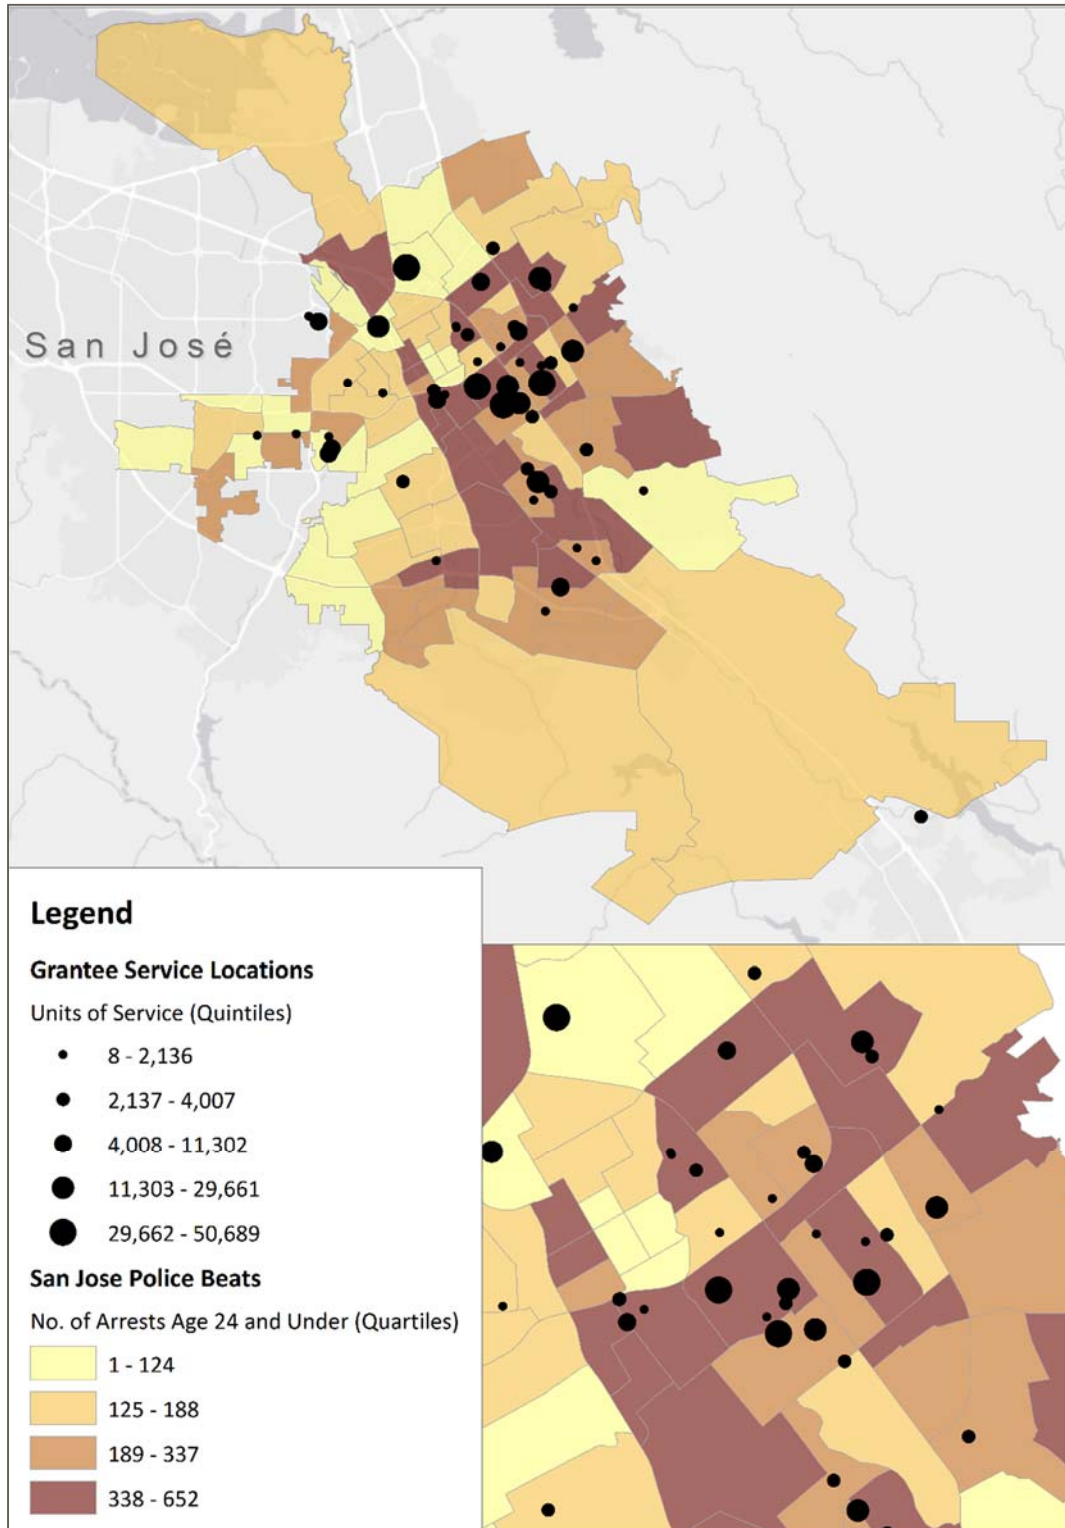 San José
Legend
Grantee Service Locations
Units of Service (Quintiles)
8 - 2,136
2,137 - 4,007
4,008 - 11,302
11,303 - 29,661
29,662 - 50,689
San Jose Police Beats
No. of Arrests Age 24 and Under (Quartiles)
1 - 124
125 - 188
189 - 337
338 - 652